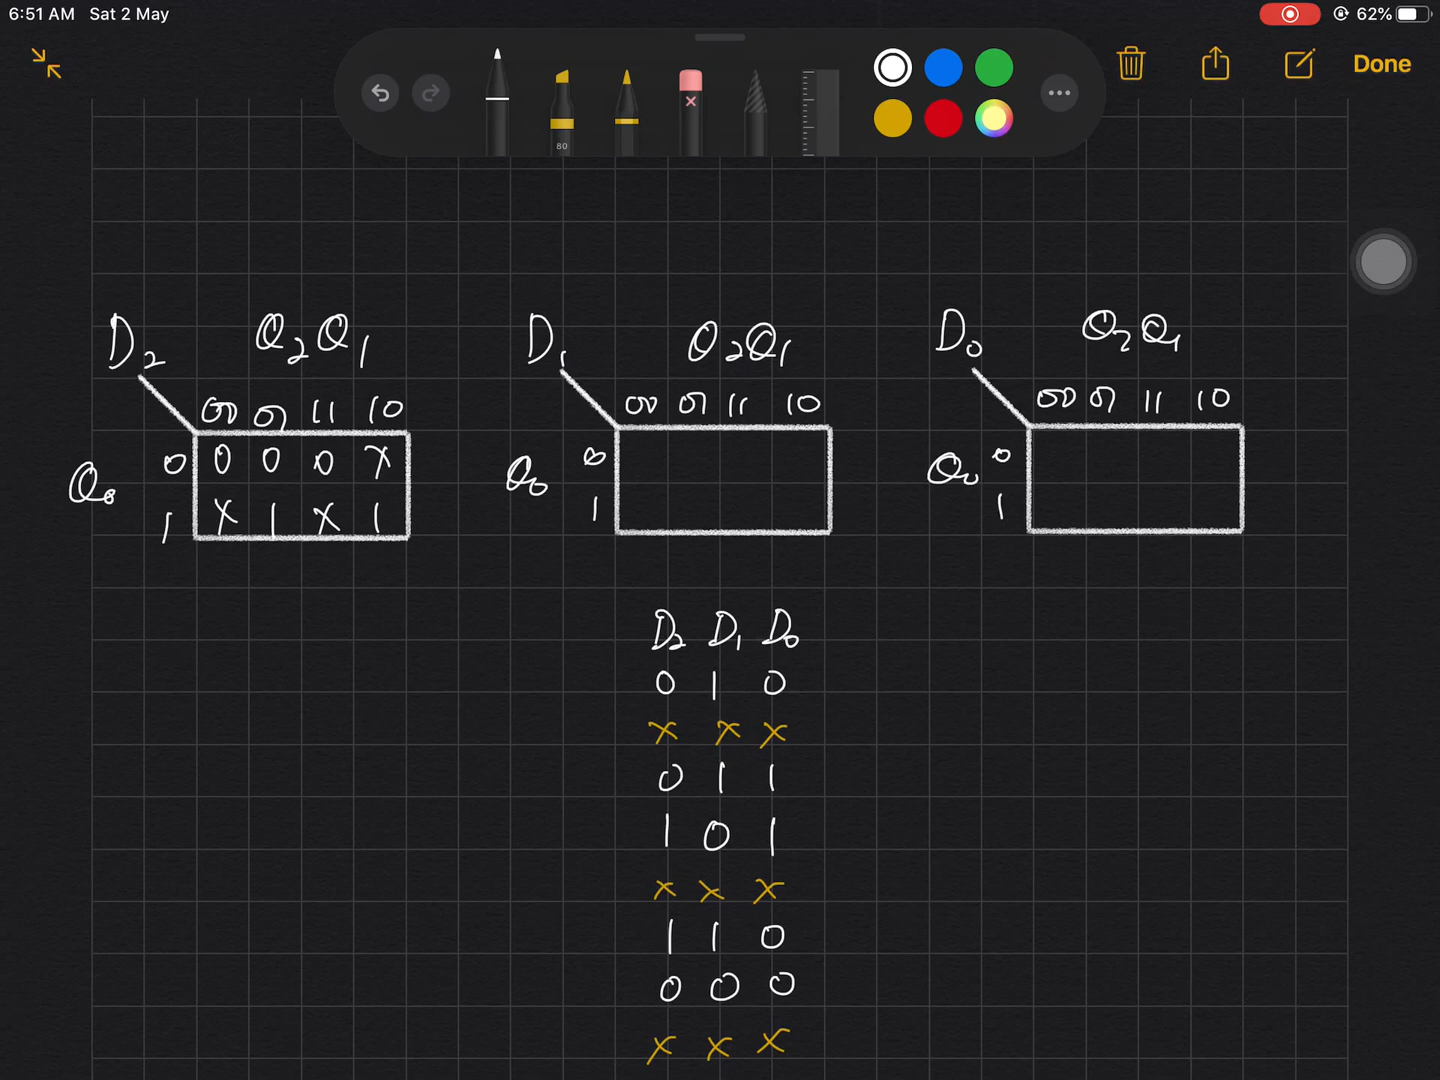 6:51 AM Sat 2 May 62%
Done
80
D₂ Q₂Q₁
00 01 11 10
Q₀ 0 0 0 0 X
1 X 1 X 1
D₁ Q₂Q₁
00 01 11 10
Q₀ 0
1
D₀ Q₂Q₁
00 01 11 10
Q₀ 0
1
D₂ D₁ D₀
0 1 0
X X X
0 1 1
1 0 1
X X X
1 1 0
0 0 0
X X X